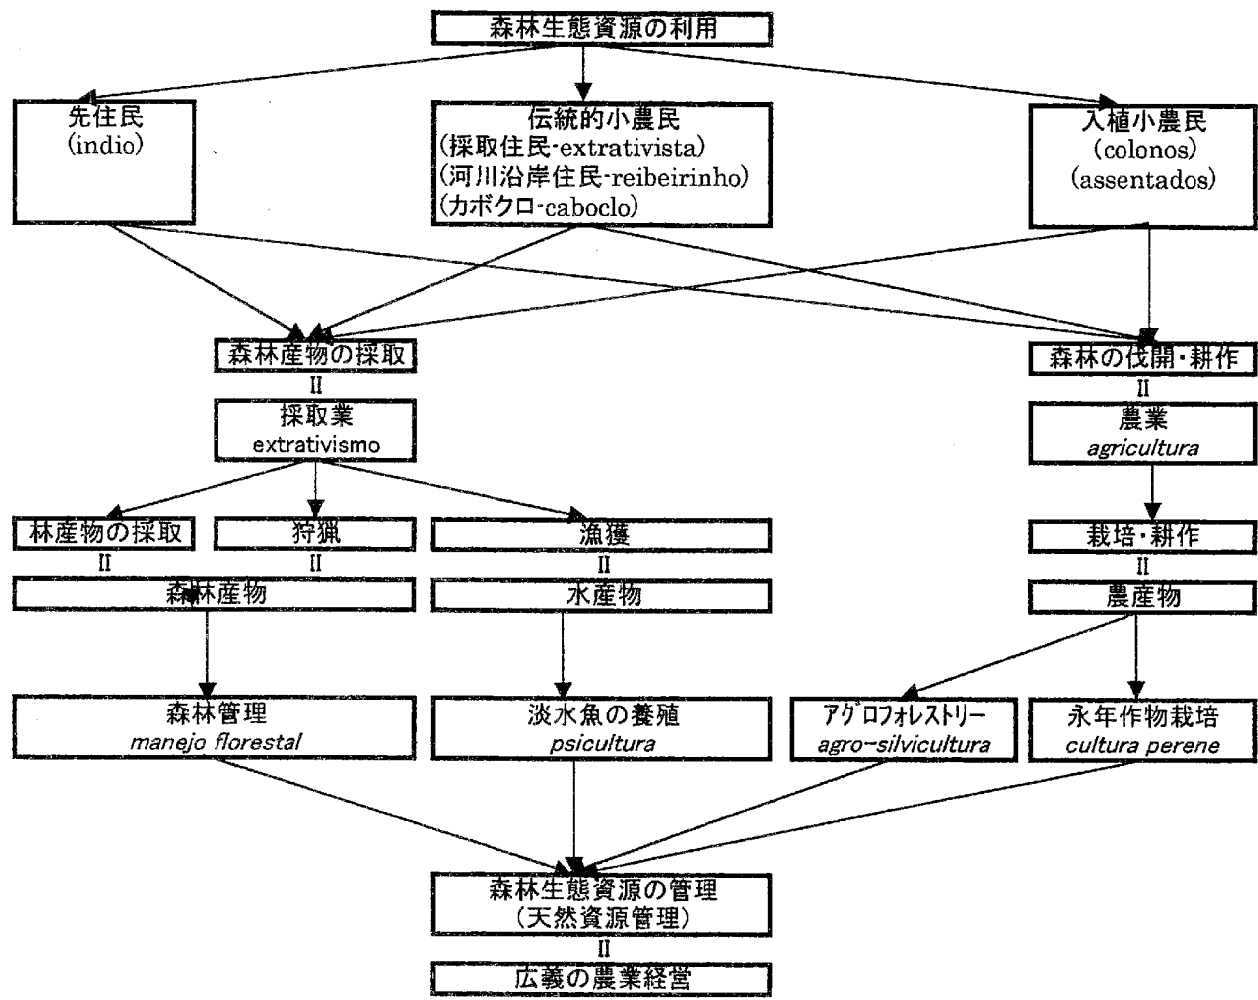 森林生態資源の利用
先住民
(indio)
伝統的小農民
(採取住民-extrativista)
(河川沿岸住民-reibeirinho)
(カボクロ-caboclo)
入植小農民
(colonos)
(assentados)
森林産物の採取
森林の伐開・耕作
II
II
採取業
extrativismo
農業
agricultura
林産物の採取
狩猟
漁獲
栽培・耕作
II
II
II
II
森林産物
水産物
農産物
森林管理
manejo florestal
淡水魚の養殖
psicultura
アグロフォレストリー
agro-silvicultura
永年作物栽培
cultura perene
森林生態資源の管理
(天然資源管理)
II
広義の農業経営